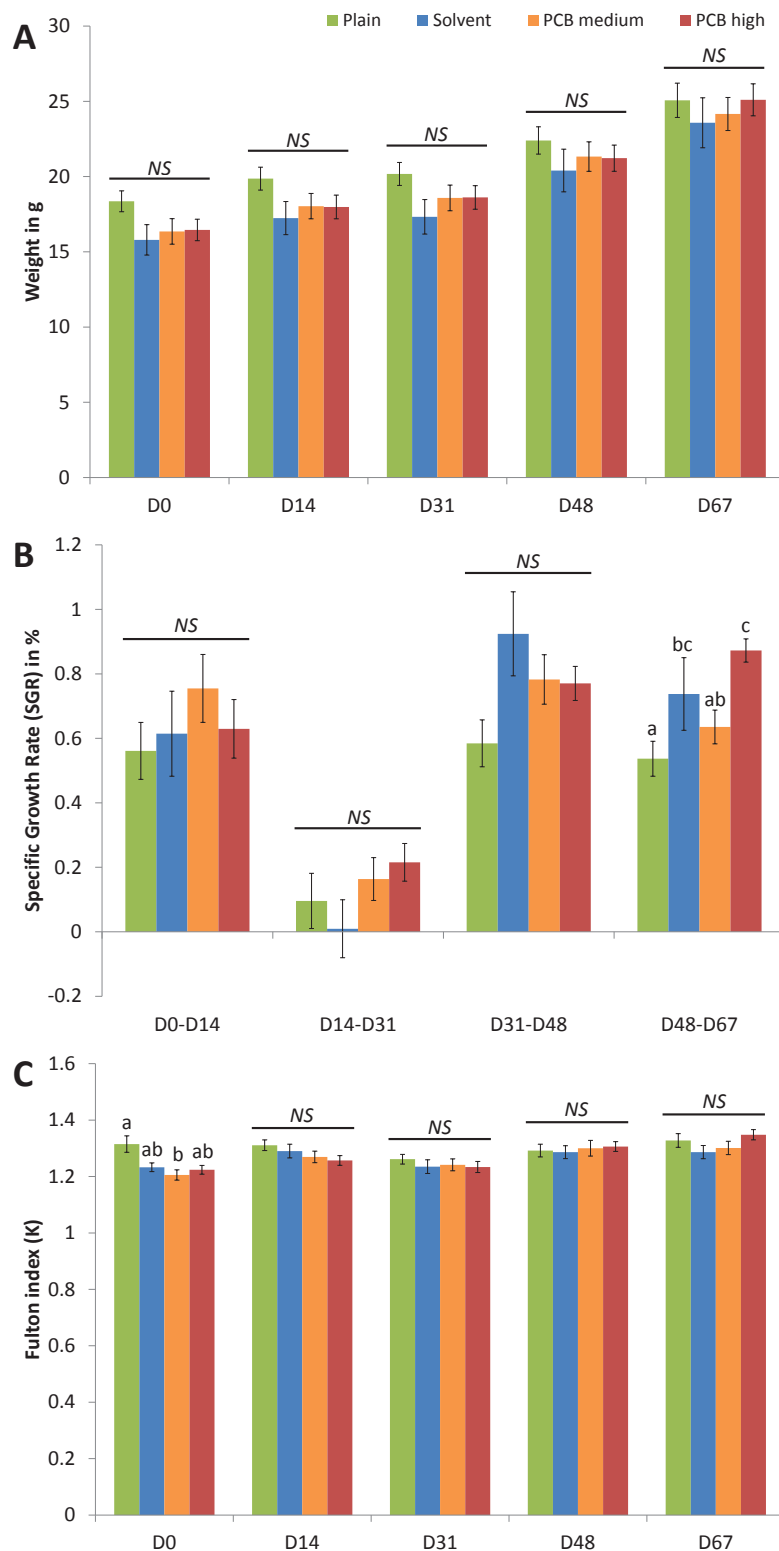 A
Plain Solvent PCB medium PCB high
30
25
20
15
10
5
0
Weight in g
NS NS NS NS NS
D0 D14 D31 D48 D67
B
1.2
1
0.8
0.6
0.4
0.2
0
-0.2
Specific Growth Rate (SGR) in %
NS NS NS
a bc ab c
D0-D14 D14-D31 D31-D48 D48-D67
C
1.6
1.4
1.2
1
0.8
0.6
0.4
0.2
0
Fulton index (K)
a ab b ab
NS NS NS NS
D0 D14 D31 D48 D67